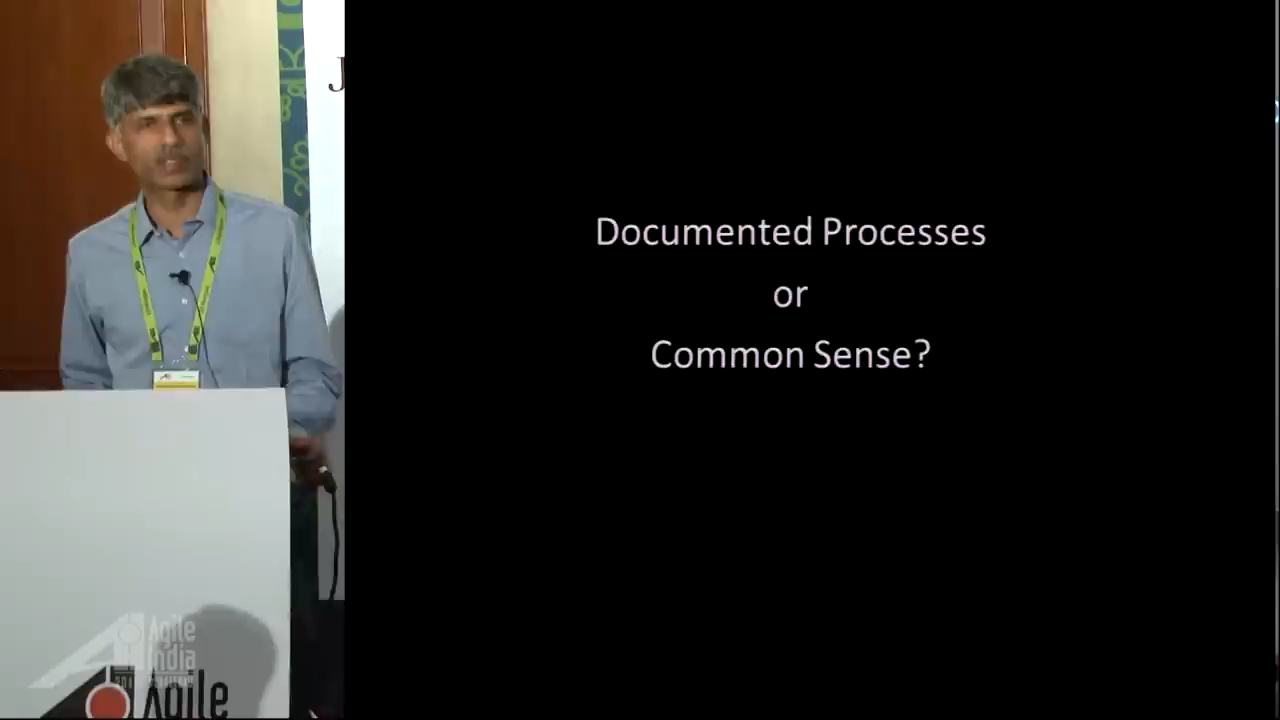 J
Documented Processes
or
Common Sense?
Agile
India
Agile